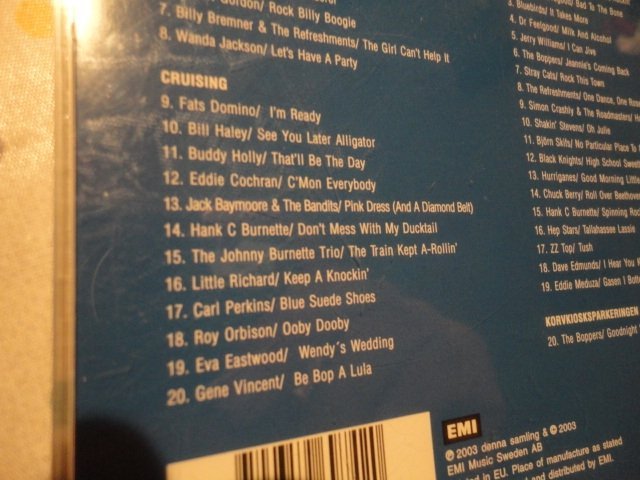 Gordon/ Rock Billy Boogie
7. Billy Bremner & The Refreshments/ The Girl Can't Help It
8. Wanda Jackson/ Let's Have A Party
CRUISING
9. Fats Domino/ I'm Ready
10. Bill Haley/ See You Later Alligator
11. Buddy Holly/ That'll Be The Day
12. Eddie Cochran/ C'Mon Everybody
13. Jack Baymoore & The Bandits/ Pink Dress (And A Diamond Belt)
14. Hank C Burnette/ Don't Mess With My Ducktail
15. The Johnny Burnette Trio/ The Train Kept A-Rollin'
16. Little Richard/ Keep A Knockin'
17. Carl Perkins/ Blue Suede Shoes
18. Roy Orbison/ Ooby Dooby
19. Eva Eastwood/ Wendy´s Wedding
20. Gene Vincent/ Be Bop A Lula
Bad To The Bone
3. Bluebirds/ It Takes More
4. Dr Feelgood/ Milk And Alcohol
5. Jerry Williams/ I Can Jive
6. The Boppers/ Jeannie's Coming Back
7. Stray Cats/ Rock This Town
8. The Refreshments/ One Dance, One
9. Simon Crashly & The Roadmasters/
10. Shakin' Stevens/ Oh Julie
11. Björn Skifs/ No Particular Place To
12. Black Knights/ High School
13. Hurriganes/ Good Morning Little
14. Chuck Berry/ Roll Over
15. Hank C Burnette/ Spinning
16. Hep Stars/ Tallahassee Lassie
17. ZZ Top/ Tush
18. Dave Edmunds/ I Hear You
19. Eddie Meduza/ Gasen I
KORVKIOSKSPARKERINGEN
20. The Boppers/ Goodnight
EMI
℗ 2003 denna samling & © 2003
EMI Music Sweden AB
in EU. Place of manufacture as stated
and distributed by EMI.